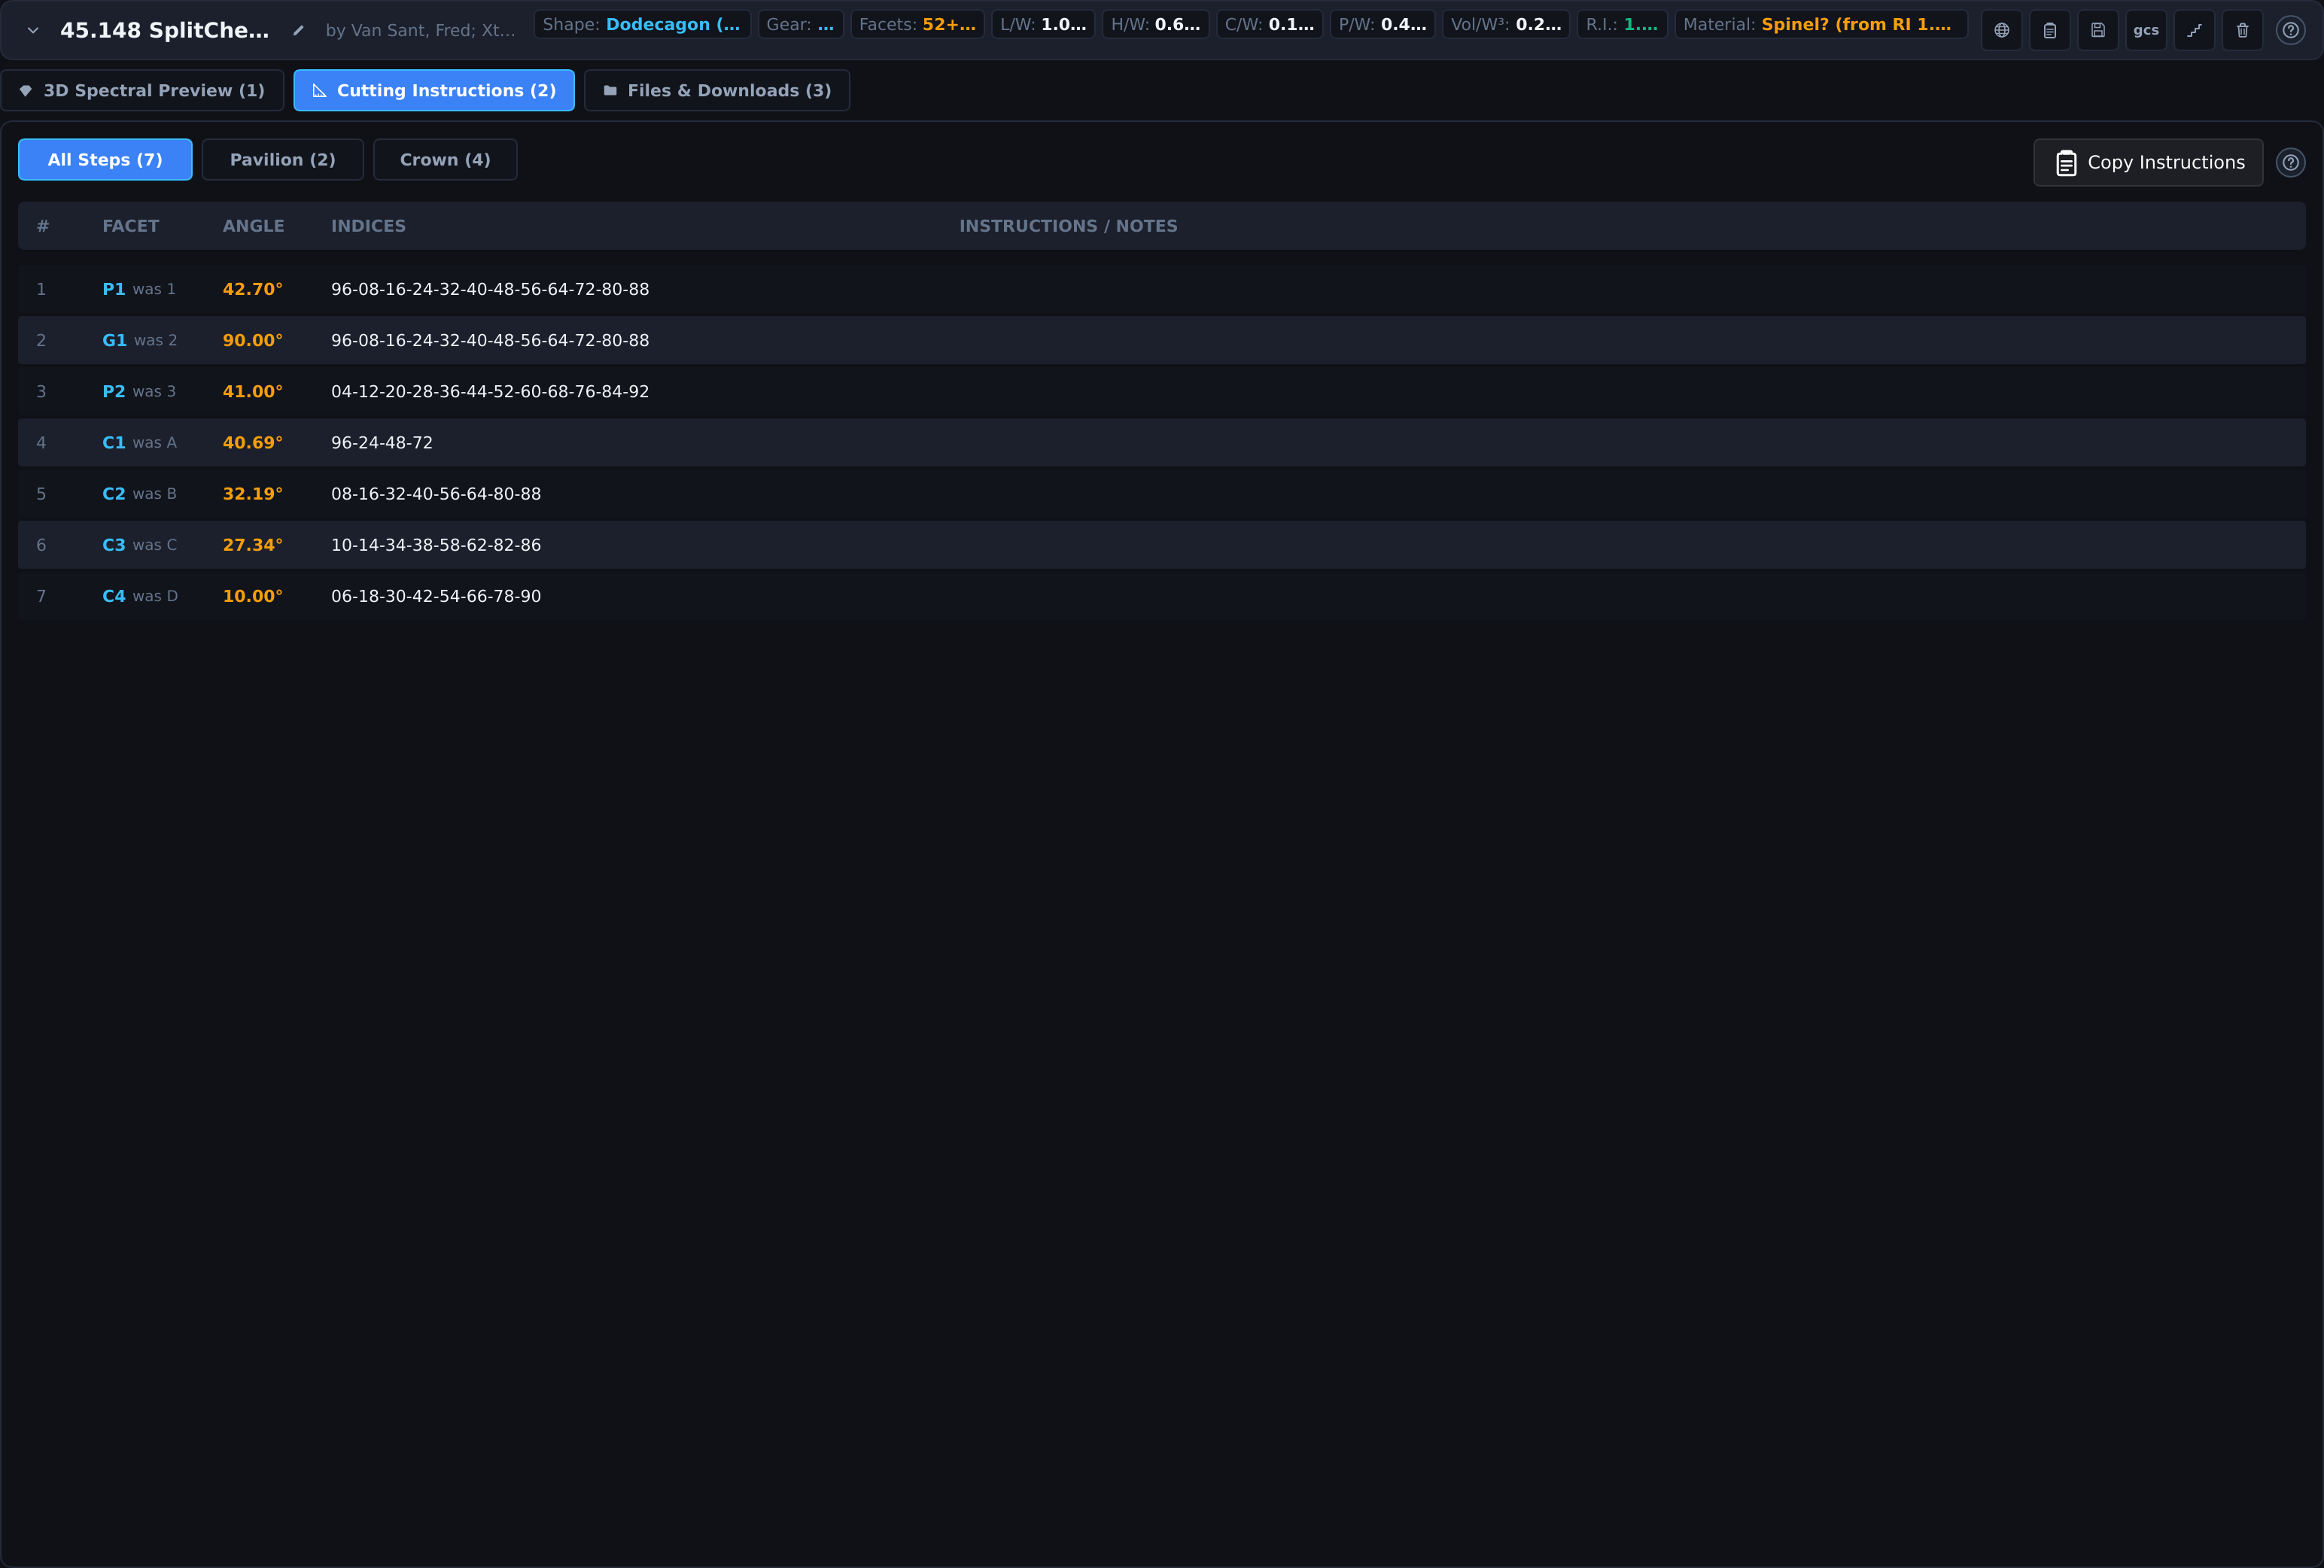 45.148 SplitChe... by Van Sant, Fred; Xt... Shape: Dodecagon (... Gear: ... Facets: 52+... L/W: 1.0... H/W: 0.6... C/W: 0.1... P/W: 0.4... Vol/W³: 0.2... R.I.: 1.... Material: Spinel? (from RI 1.... gcs
3D Spectral Preview (1) Cutting Instructions (2) Files & Downloads (3)
All Steps (7) Pavilion (2) Crown (4) Copy Instructions
# FACET ANGLE INDICES INSTRUCTIONS / NOTES
1 P1 was 1 42.70° 96-08-16-24-32-40-48-56-64-72-80-88
2 G1 was 2 90.00° 96-08-16-24-32-40-48-56-64-72-80-88
3 P2 was 3 41.00° 04-12-20-28-36-44-52-60-68-76-84-92
4 C1 was A 40.69° 96-24-48-72
5 C2 was B 32.19° 08-16-32-40-56-64-80-88
6 C3 was C 27.34° 10-14-34-38-58-62-82-86
7 C4 was D 10.00° 06-18-30-42-54-66-78-90